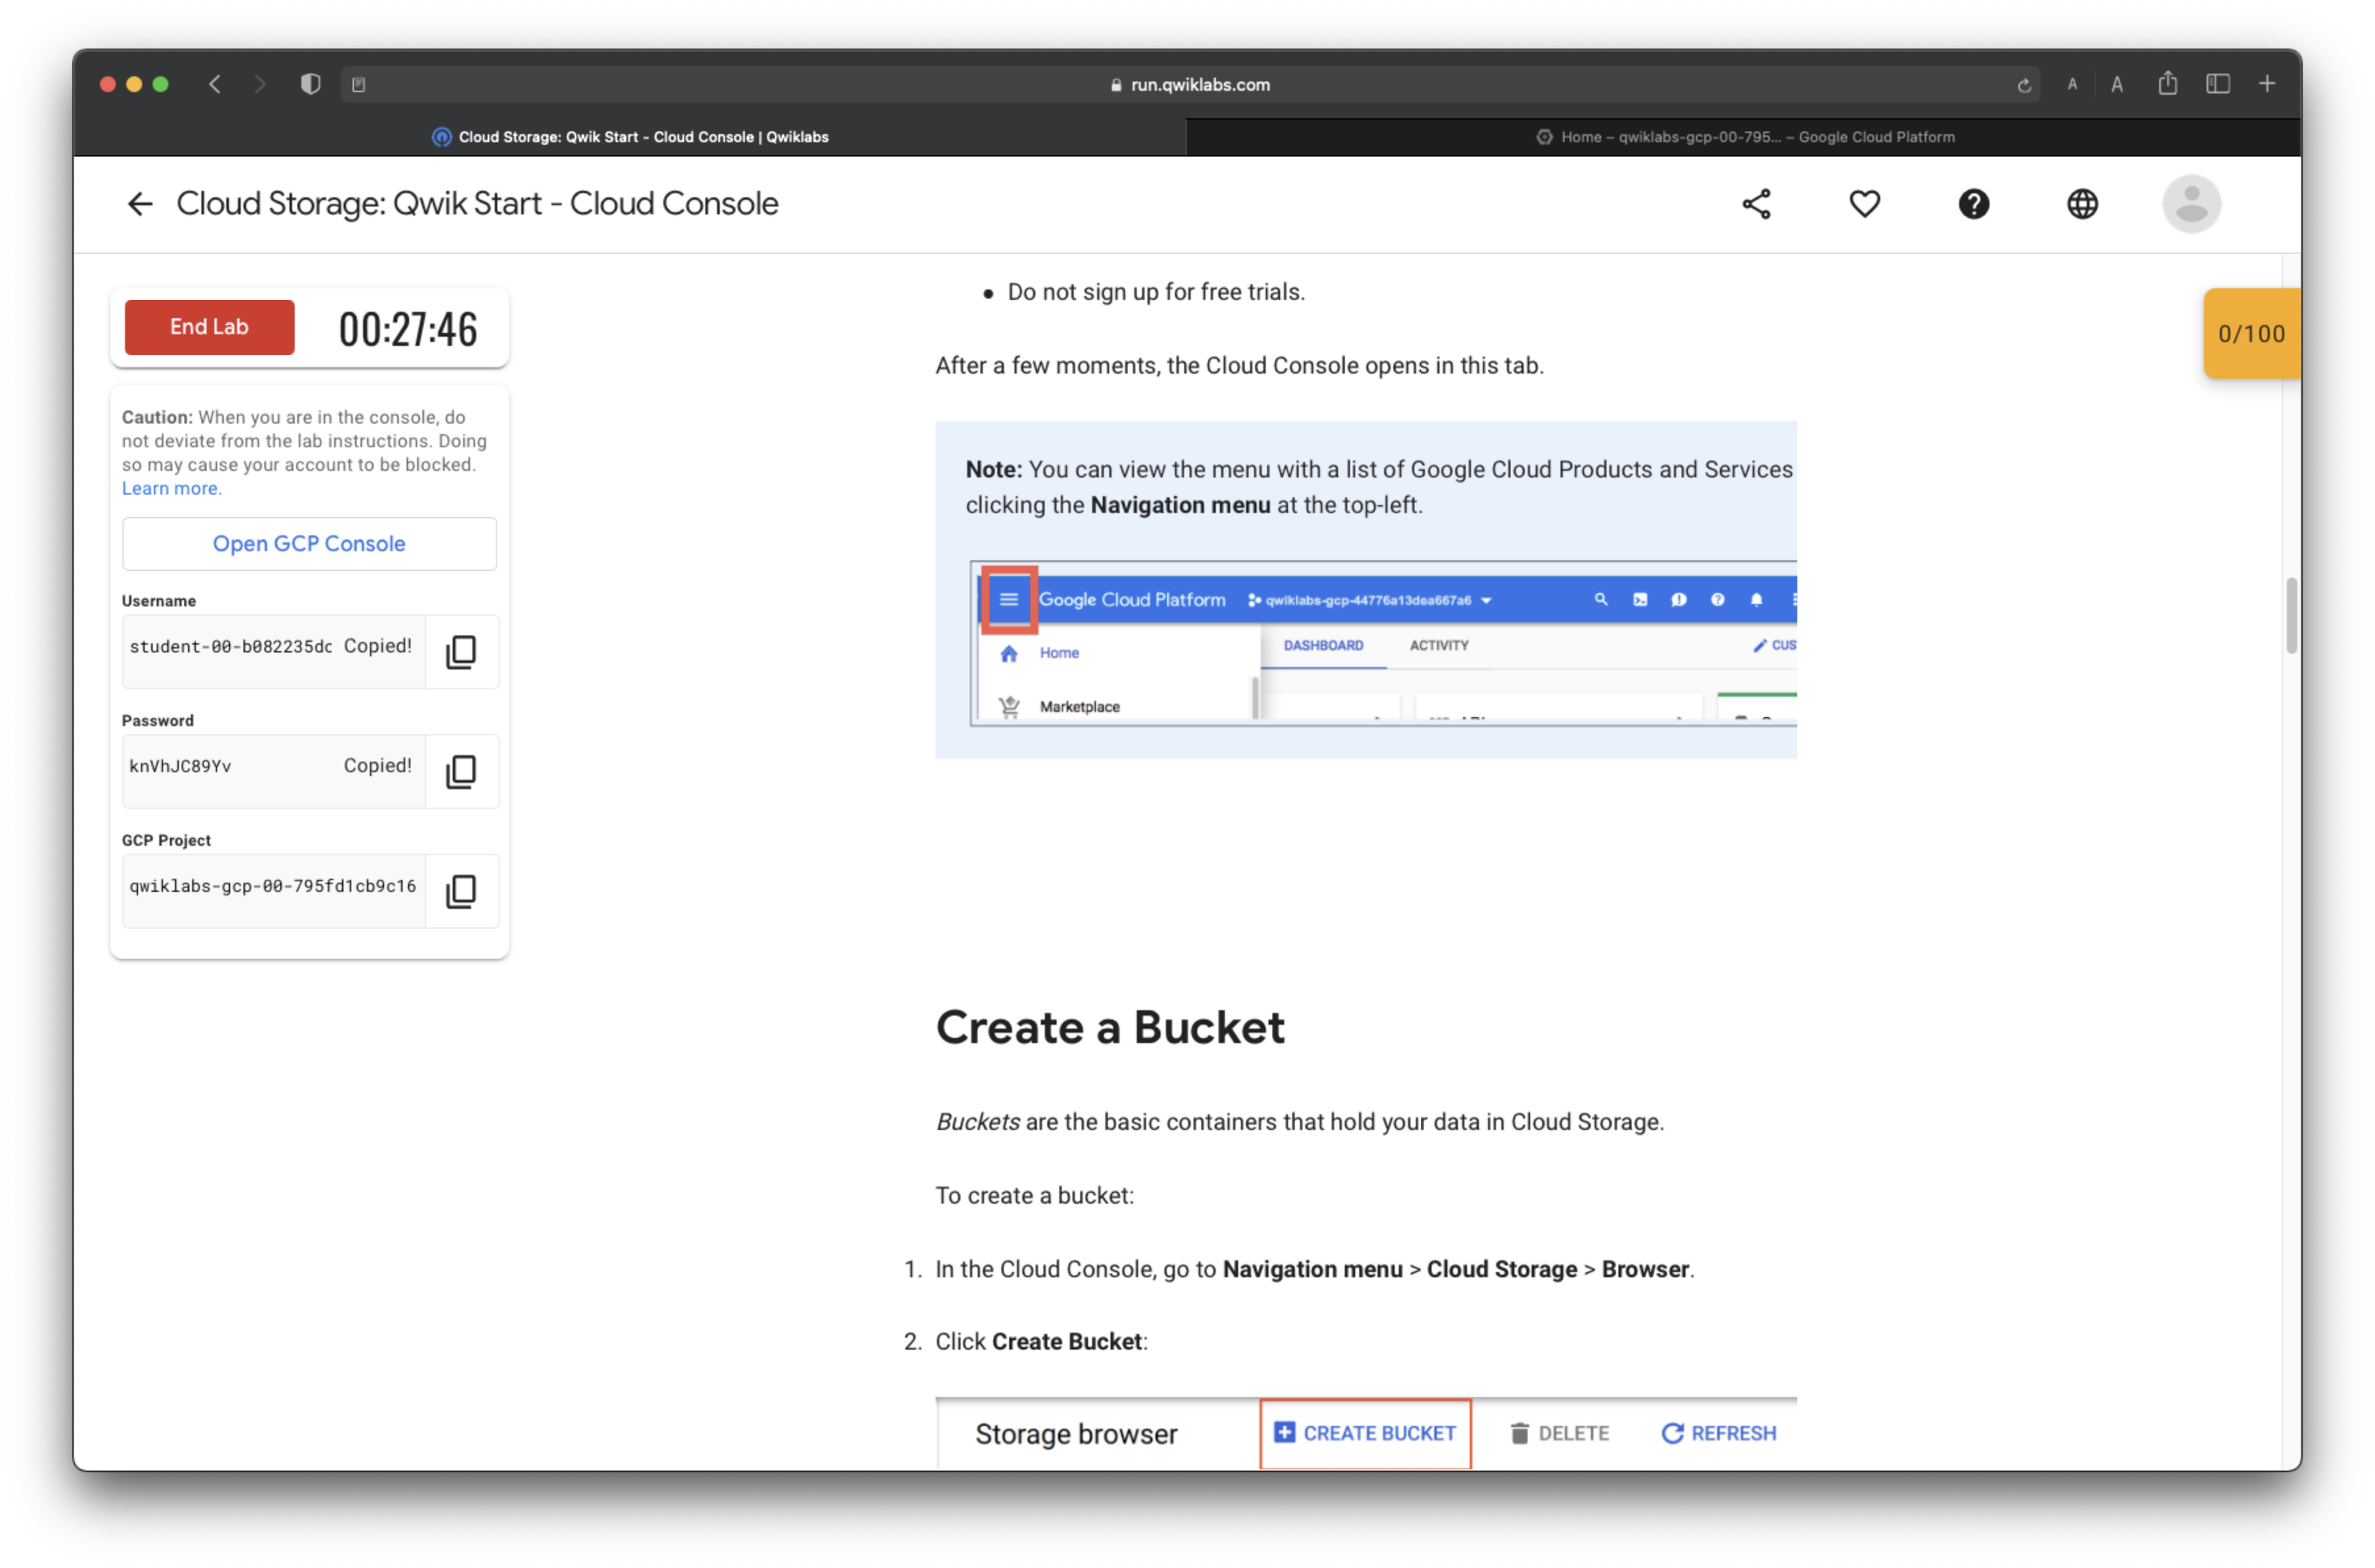 run.qwiklabs.com
A A
Cloud Storage: Qwik Start - Cloud Console | Qwiklabs
Home – qwiklabs-gcp-00-795... – Google Cloud Platform
Cloud Storage: Qwik Start - Cloud Console
End Lab 00:27:46
Caution: When you are in the console, do
not deviate from the lab instructions. Doing
so may cause your account to be blocked.
Learn more.
Open GCP Console
Username
student-00-b082235dc Copied!
Password
knVhJC89Yv Copied!
GCP Project
qwiklabs-gcp-00-795fd1cb9c16
0/100
• Do not sign up for free trials.
After a few moments, the Cloud Console opens in this tab.
Note: You can view the menu with a list of Google Cloud Products and Services
clicking the Navigation menu at the top-left.
Google Cloud Platform qwiklabs-gcp-44776a13dea667a6
Home DASHBOARD ACTIVITY CUS
Marketplace
Create a Bucket
Buckets are the basic containers that hold your data in Cloud Storage.
To create a bucket:
1. In the Cloud Console, go to Navigation menu > Cloud Storage > Browser.
2. Click Create Bucket:
Storage browser CREATE BUCKET DELETE REFRESH